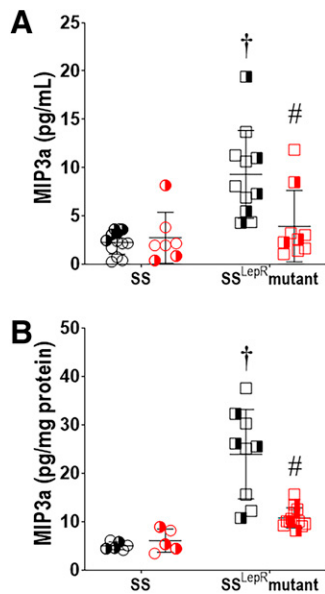 A
25
20
15
10
5
0
MIP3a (pg/mL)
†
#
SS
SS^LepR mutant
B
50
40
30
20
10
0
MIP3a (pg/mg protein)
†
#
SS
SS^LepR mutant